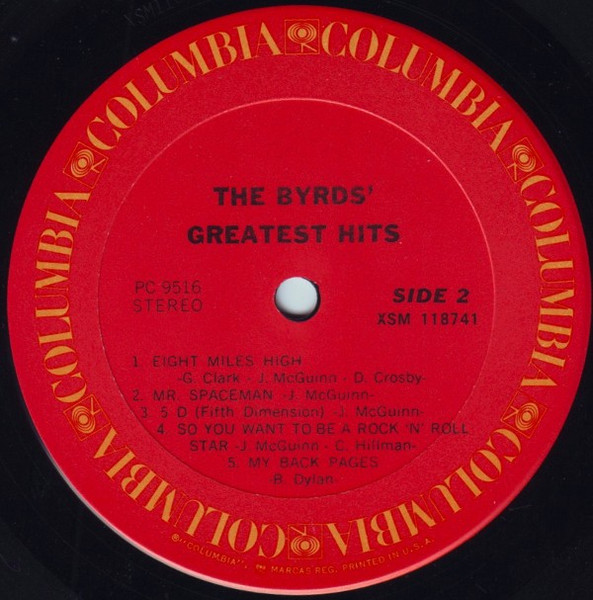 COLUMBIA COLUMBIA COLUMBIA COLUMBIA COLUMBIA COLUMBIA
THE BYRDS'
GREATEST HITS
PC 9516
STEREO
SIDE 2
XSM 118741
1. EIGHT MILES HIGH
-G. Clark - J. McGuinn - D. Crosby-
2. MR. SPACEMAN -J. McGuinn-
3. 5 D (Fifth Dimension) -J. McGuinn-
4. SO YOU WANT TO BE A ROCK 'N' ROLL
STAR -J. McGuinn - C. Hillman-
5. MY BACK PAGES
-B. Dylan-
®"COLUMBIA", MARCAS REG. PRINTED IN U.S.A.